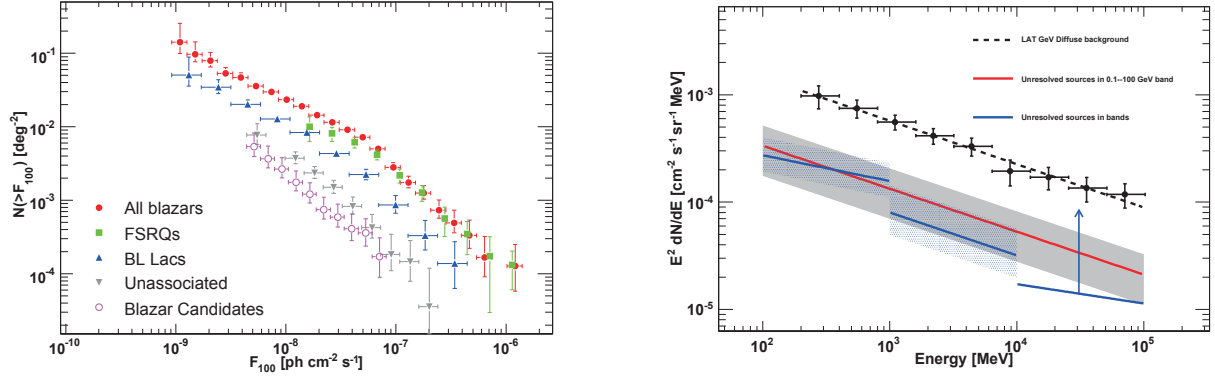 N(>F₁₀₀) [deg⁻²]
10⁻¹
10⁻²
10⁻³
10⁻⁴
All blazars
FSRQs
BL Lacs
Unassociated
Blazar Candidates
10⁻¹⁰ 10⁻⁹ 10⁻⁸ 10⁻⁷ 10⁻⁶
F₁₀₀ [ph cm⁻² s⁻¹]
E² dN/dE [cm⁻² s⁻¹ sr⁻¹ MeV]
10⁻³
10⁻⁴
10⁻⁵
LAT GeV Diffuse background
Unresolved sources in 0.1--100 GeV band
Unresolved sources in bands
10² 10³ 10⁴ 10⁵
Energy [MeV]